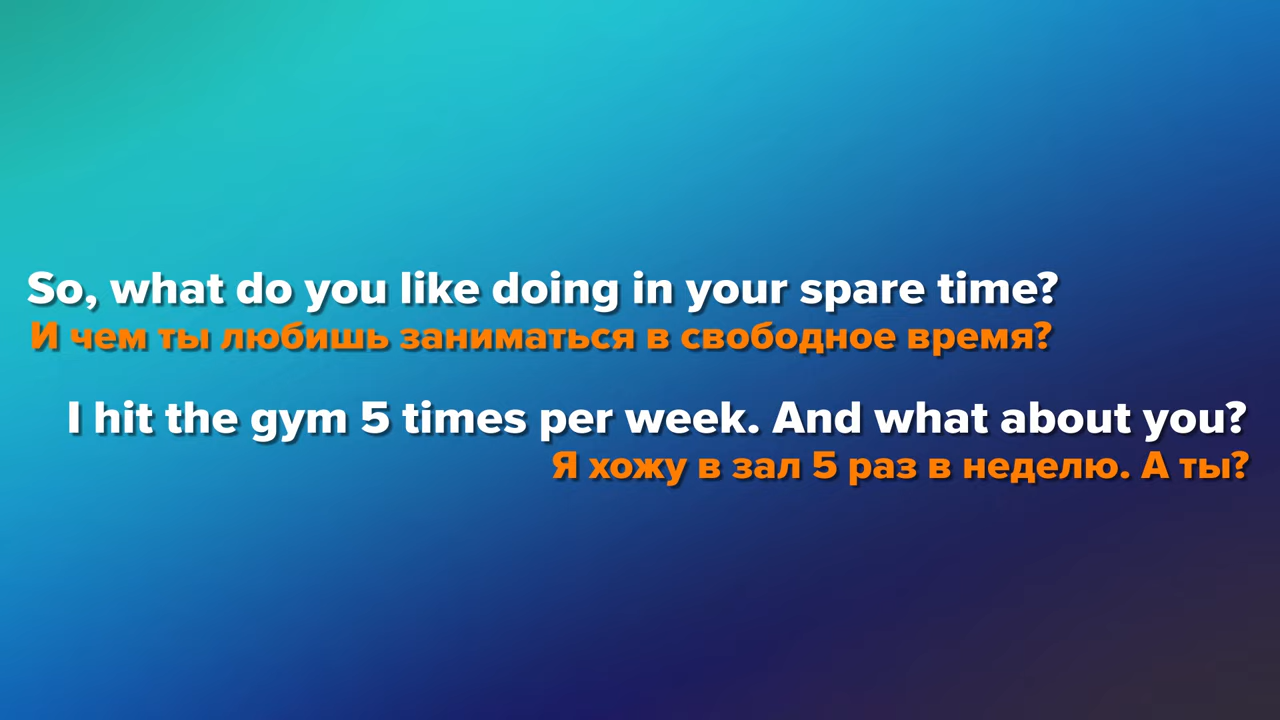 So, what do you like doing in your spare time?
И чем ты любишь заниматься в свободное время?
I hit the gym 5 times per week. And what about you?
Я хожу в зал 5 раз в неделю. А ты?